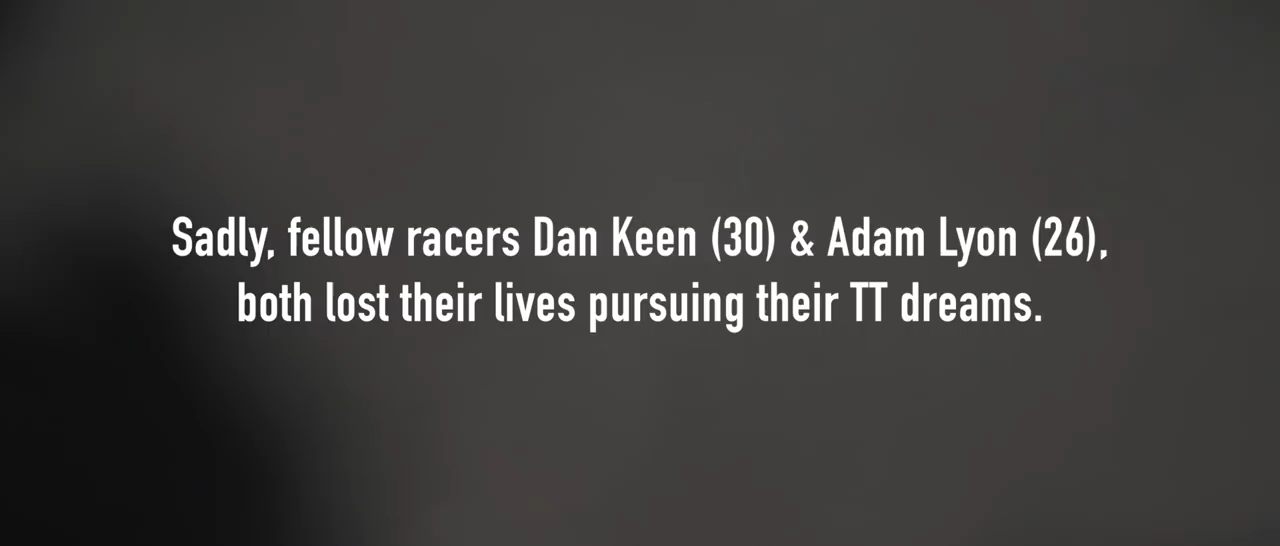 Sadly, fellow racers Dan Keen (30) & Adam Lyon (26),
both lost their lives pursuing their TT dreams.